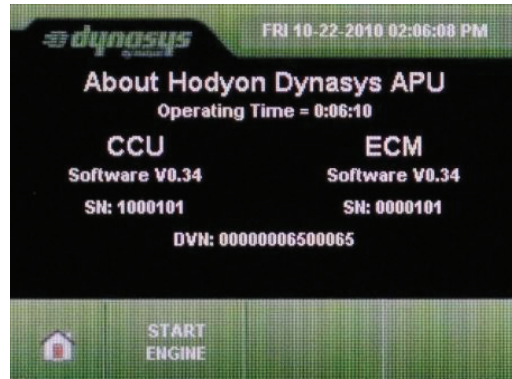 dynasys
FRI 10-22-2010 02:06:08 PM
About Hodyon Dynasys APU
Operating Time = 0:06:10
CCU
ECM
Software V0.34
Software V0.34
SN: 1000101
SN: 0000101
DVN: 00000006500065
START
ENGINE